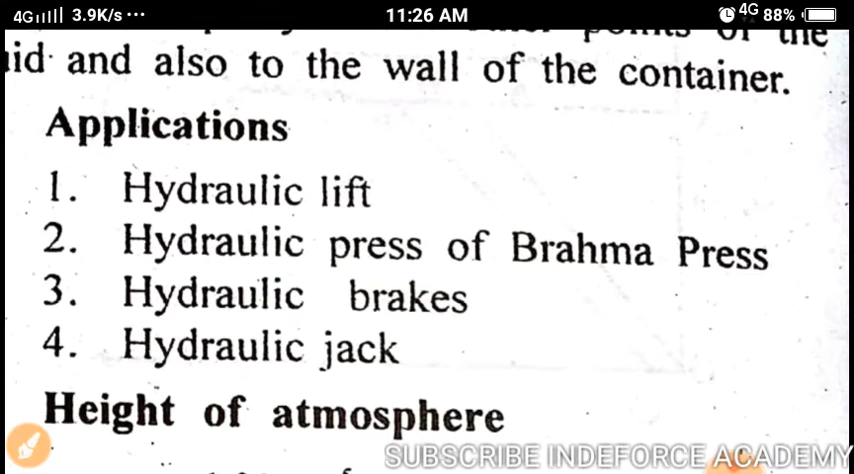 4G 3.9K/s ... 11:26 AM 4G 88%
of the
and also to the wall of the container.
Applications
1. Hydraulic lift
2. Hydraulic press of Brahma Press
3. Hydraulic brakes
4. Hydraulic jack
Height of atmosphere
SUBSCRIBE INDEFORCE ACADEMY